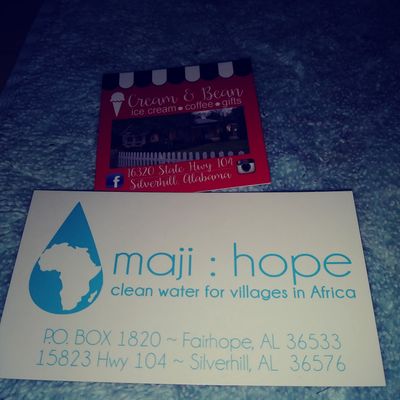 Cream & Bean
ice cream • coffee • gifts
16320 State Hwy 104
Silverhill, Alabama
maji : hope
clean water for villages in Africa
P.O. BOX 1820 ~ Fairhope, AL 36533
15823 Hwy 104 ~ Silverhill, AL 36576